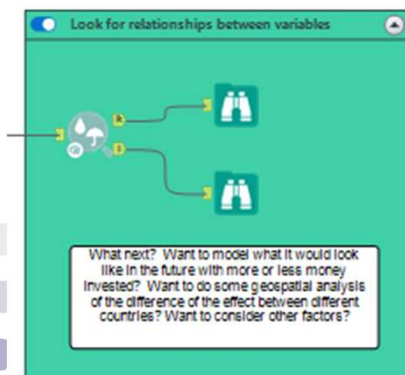 Look for relationships between variables
R
I
What next? Want to model what it would look
like in the future with more or less money
invested? Want to do some geospatial analysis
of the difference of the effect between different
countries? Want to consider other factors?